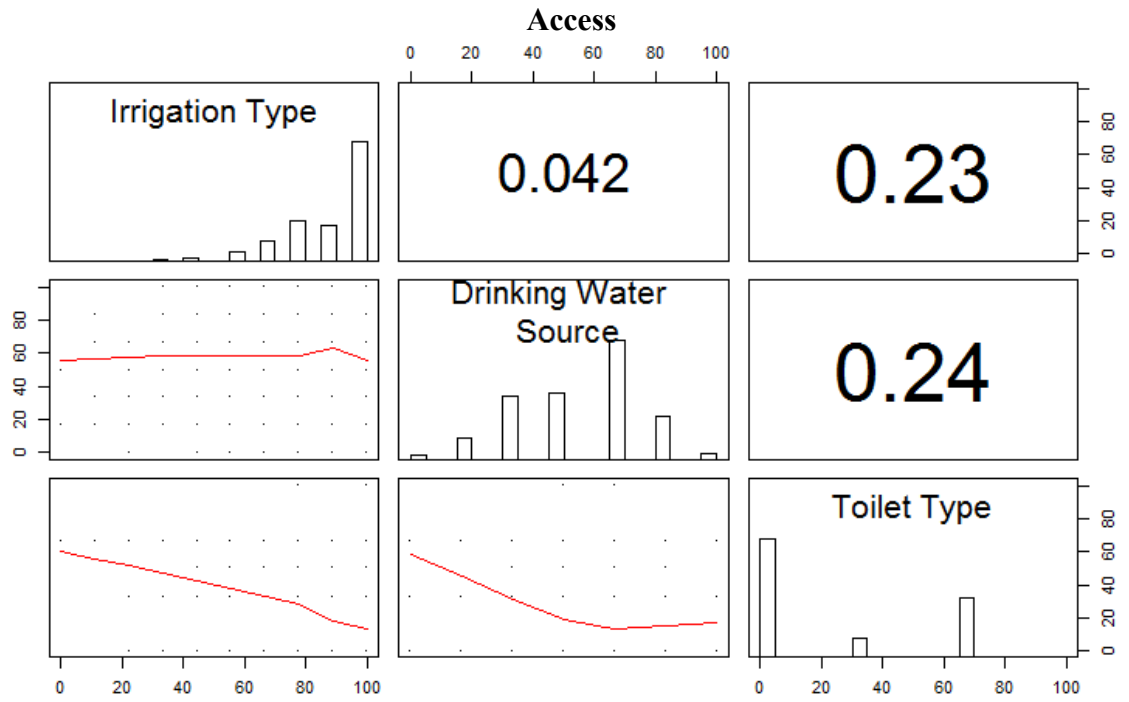 Access
0 20 40 60 80 100
Irrigation Type
0.042
0.23
0 20 40 60 80
0 20 40 60 80
Drinking Water
Source
0.24
Toilet Type
0 20 40 60 80
0 20 40 60 80 100
0 20 40 60 80 100